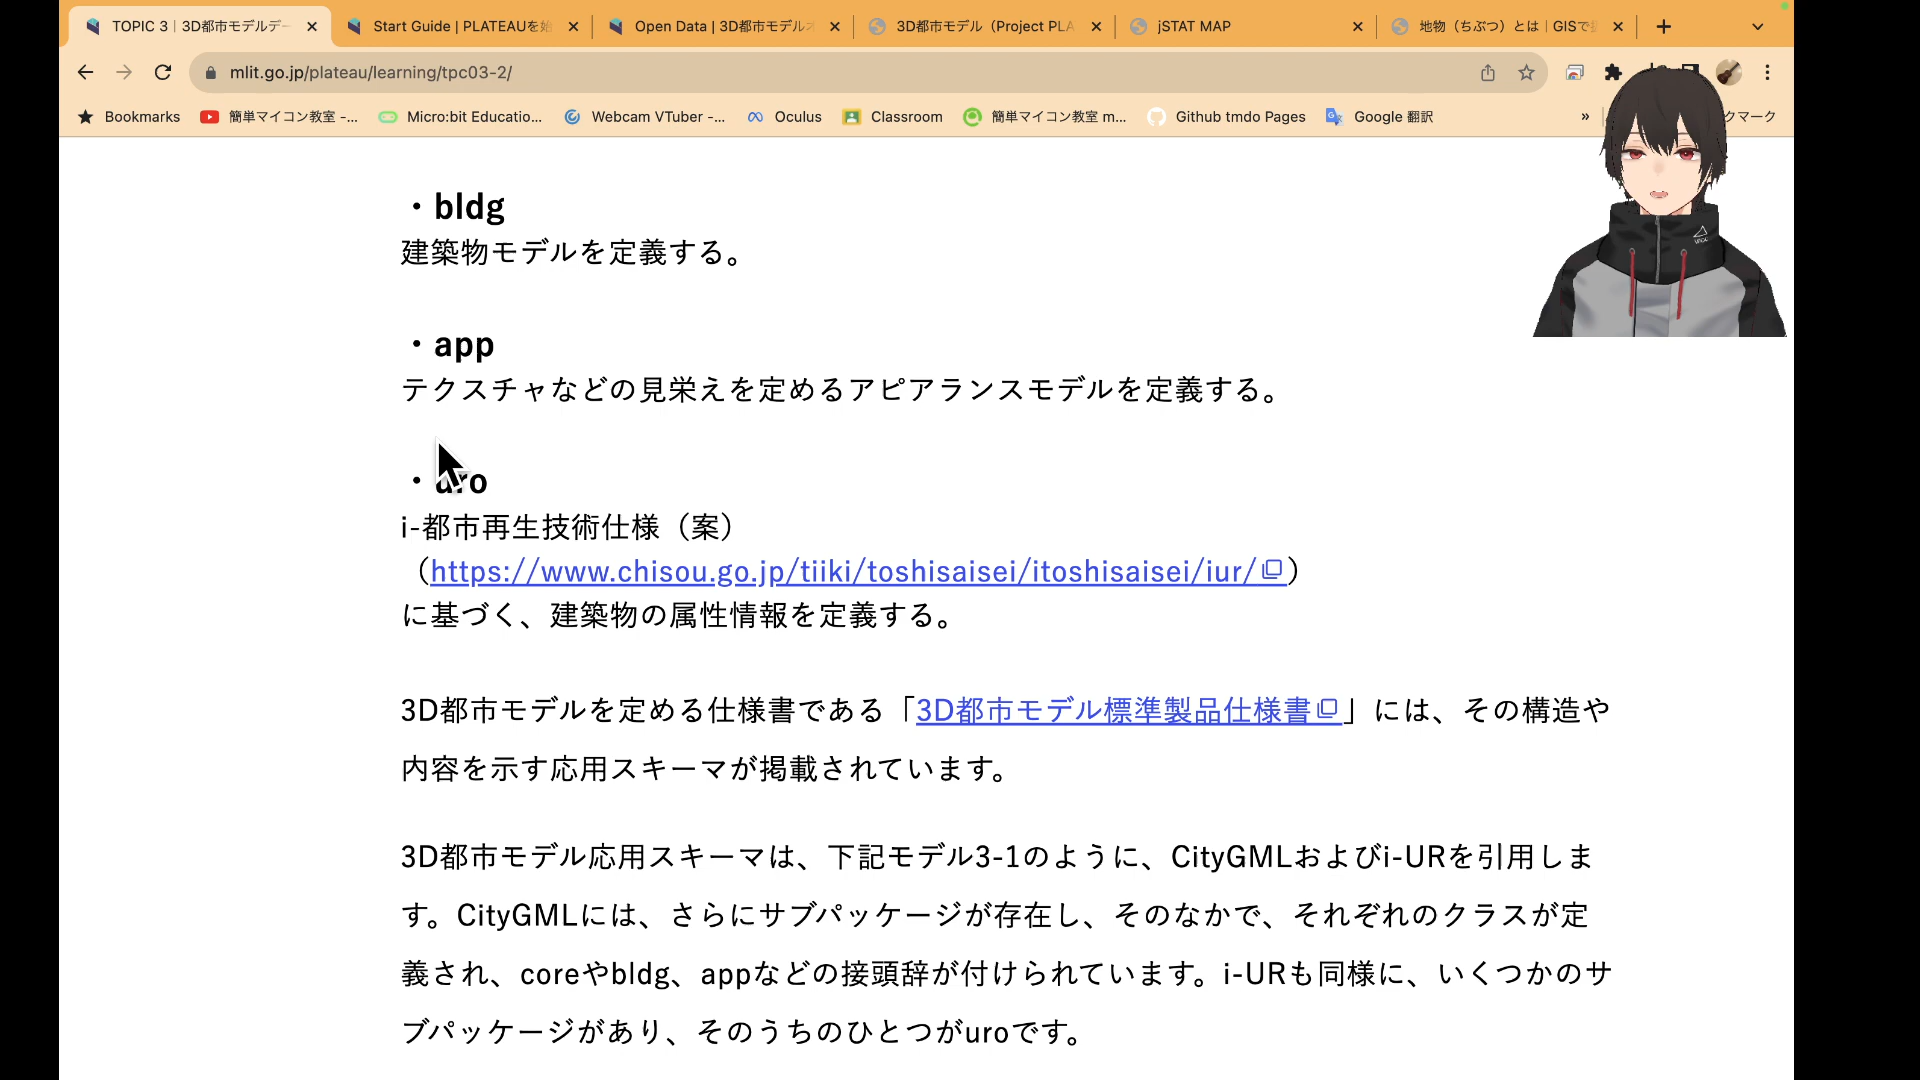 TOPIC 3｜3D都市モデルデー
Start Guide | PLATEAUを始
Open Data | 3D都市モデルオ
3D都市モデル（Project PLA
jSTAT MAP
地物（ちぶつ）とは｜GISで
mlit.go.jp/plateau/learning/tpc03-2/
Bookmarks
簡単マイコン教室 -...
Micro:bit Educatio...
Webcam VTuber -...
Oculus
Classroom
簡単マイコン教室 m...
Github tmdo Pages
Google 翻訳
»
クマーク
・bldg
建築物モデルを定義する。
・app
テクスチャなどの見栄えを定めるアピアランスモデルを定義する。
・uro
i-都市再生技術仕様（案）
（https://www.chisou.go.jp/tiiki/toshisaisei/itoshisaisei/iur/）
に基づく、建築物の属性情報を定義する。
3D都市モデルを定める仕様書である「3D都市モデル標準製品仕様書」には、その構造や
内容を示す応用スキーマが掲載されています。
3D都市モデル応用スキーマは、下記モデル3-1のように、CityGMLおよびi-URを引用しま
す。CityGMLには、さらにサブパッケージが存在し、そのなかで、それぞれのクラスが定
義され、coreやbldg、appなどの接頭辞が付けられています。i-URも同様に、いくつかのサ
ブパッケージがあり、そのうちのひとつがuroです。